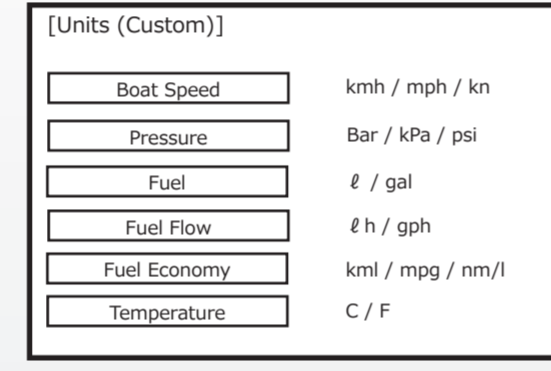 [Units (Custom)]
Boat Speed kmh / mph / kn
Pressure Bar / kPa / psi
Fuel ℓ / gal
Fuel Flow ℓh / gph
Fuel Economy kml / mpg / nm/l
Temperature C / F